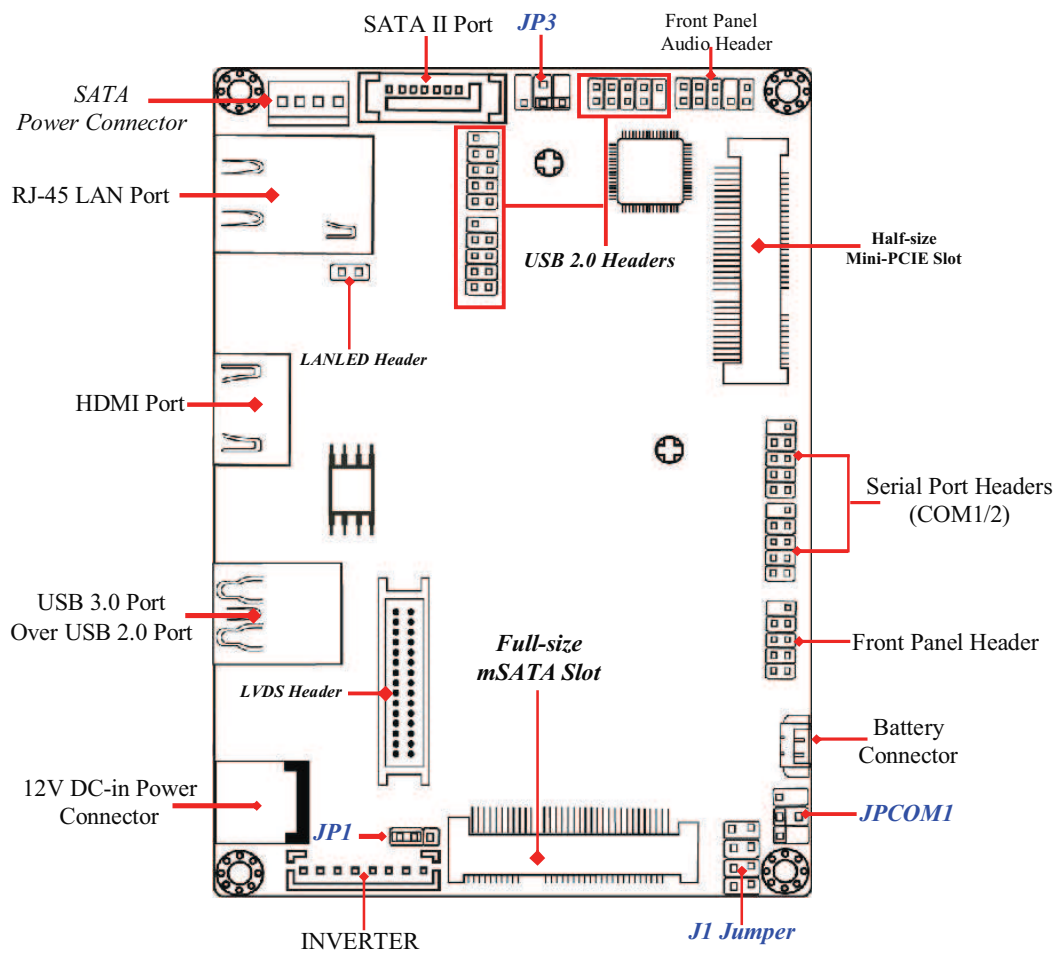 SATA II Port
JP3
Front Panel
Audio Header
SATA
Power Connector
RJ-45 LAN Port
USB 2.0 Headers
Half-size
Mini-PCIE Slot
LANLED Header
HDMI Port
Serial Port Headers
(COM1/2)
USB 3.0 Port
Over USB 2.0 Port
Full-size
mSATA Slot
Front Panel Header
LVDS Header
Battery
Connector
12V DC-in Power
Connector
JP1
JPCOM1
J1 Jumper
INVERTER